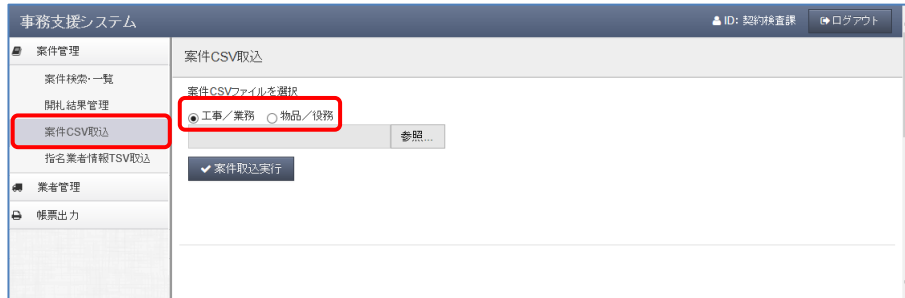 事務支援システム
ID: 契約検査課
ログアウト
案件管理
案件検索・一覧
開札結果管理
案件CSV取込
指名業者情報TSV取込
業者管理
帳票出力
案件CSV取込
案件CSVファイルを選択
工事／業務 物品／役務
参照...
案件取込実行